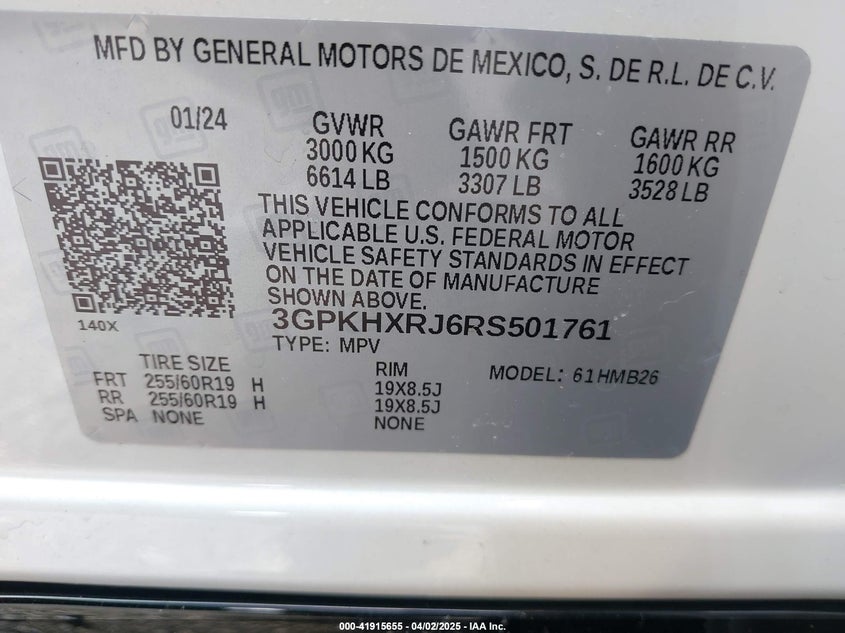 MFD BY GENERAL MOTORS DE MEXICO, S. DE R.L. DE C.V.
01/24 GVWR GAWR FRT GAWR RR
3000 KG 1500 KG 1600 KG
6614 LB 3307 LB 3528 LB
THIS VEHICLE CONFORMS TO ALL
APPLICABLE U.S. FEDERAL MOTOR
VEHICLE SAFETY STANDARDS IN EFFECT
ON THE DATE OF MANUFACTURE
SHOWN ABOVE.
140X
3GPKHXRJ6RS501761
TYPE: MPV
TIRE SIZE RIM MODEL: 61HMB26
FRT 255/60R19 H 19X8.5J
RR 255/60R19 H 19X8.5J
SPA NONE NONE
000-41915655 - 04/02/2025 - IAA Inc.